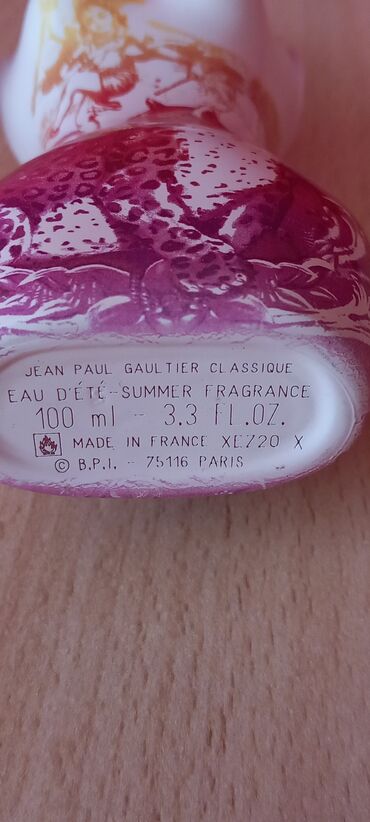 JEAN PAUL GAULTIER CLASSIQUE
EAU D'ÉTÉ-SUMMER FRAGRANCE
100 ml - 3.3 FL.OZ.
MADE IN FRANCE XE720 X
© B.P.I. - 75116 PARIS